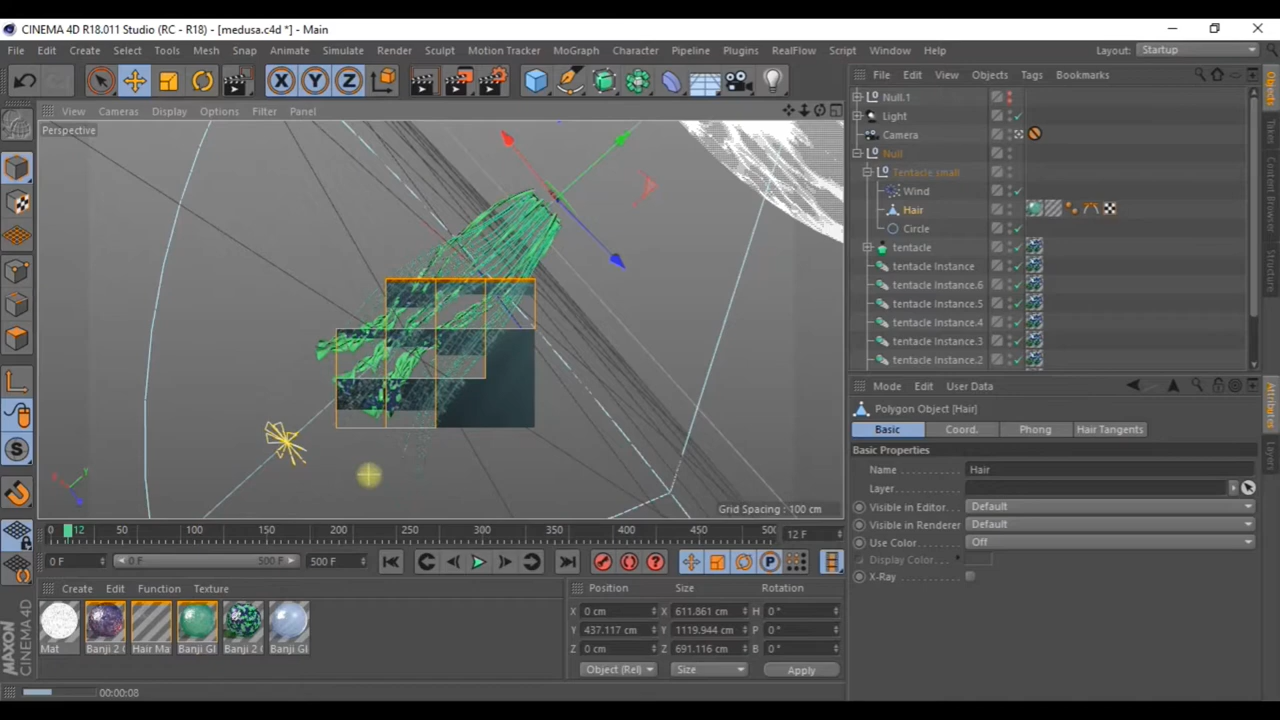 CINEMA 4D R18.011 Studio (RC - R18) - [medusa.c4d *] - Main
File Edit Create Select Tools Mesh Snap Animate Simulate Render Sculpt Motion Tracker MoGraph Character Pipeline Plugins RealFlow Script Window Help Layout: Startup
X Y Z
File Edit View Objects Tags Bookmarks
View Cameras Display Options Filter Panel
Perspective
Null.1
Light
Camera
Null
Tentacle small
Wind
Hair
Circle
tentacle
tentacle Instance
tentacle Instance.6
tentacle Instance.5
tentacle Instance.4
tentacle Instance.3
tentacle Instance.2
Objects
Takes
Content Browser
Structure
Mode Edit User Data
Polygon Object [Hair]
Basic Coord. Phong Hair Tangents
Basic Properties
Name Hair
Layer
Visible in Editor Default
Visible in Renderer Default
Use Color Off
Display Color
X-Ray
Attributes
Layers
Grid Spacing : 100 cm
0 12 50 100 150 200 250 300 350 400 450 500 12 F
0 F 0 F 500 F 500 F
Create Edit Function Texture
Mat Banji 2 Hair Ma Banji Gl Banji 2 Banji Gl
Position Size Rotation
X 0 cm X 611.861 cm H 0 °
Y 437.117 cm Y 1119.944 cm P 0 °
Z 0 cm Z 691.116 cm B 0 °
Object (Rel) Size Apply
MAXON
CINEMA 4D
00:00:08